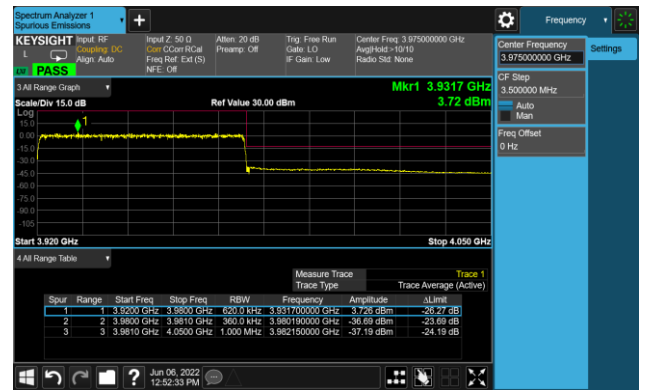 Spectrum Analyzer 1
Spurious Emissions
KEYSIGHT
L
PASS
Input: RF
Coupling: DC
Align: Auto
Input Z: 50 Ω
Corr CCorr RCal
Freq Ref: Ext (S)
NFE: Off
Atten: 20 dB
Preamp: Off
Trig: Free Run
Gate: LO
IF Gain: Low
Center Freq: 3.975000000 GHz
Avg|Hold:>10/10
Radio Std: None
3 All Range Graph
Mkr1 3.9317 GHz
3.72 dBm
Scale/Div 15.0 dB
Ref Value 30.00 dBm
Log
1
15.0
0.00
-15.0
-30.0
-45.0
-60.0
-75.0
-90.0
-105
Start 3.920 GHz
Stop 4.050 GHz
4 All Range Table
Measure Trace Trace 1
Trace Type Trace Average (Active)
Spur Range Start Freq Stop Freq RBW Frequency Amplitude ΔLimit
1 1 3.9200 GHz 3.9800 GHz 620.0 kHz 3.931700000 GHz 3.726 dBm -26.27 dB
2 2 3.9800 GHz 3.9810 GHz 360.0 kHz 3.980190000 GHz -36.69 dBm -23.69 dB
3 3 3.9810 GHz 4.0500 GHz 1.000 MHz 3.982150000 GHz -37.19 dBm -24.19 dB
Jun 06, 2022
12:52:33 PM
Frequency
Center Frequency
3.975000000 GHz
Settings
CF Step
3.500000 MHz
Auto
Man
Freq Offset
0 Hz